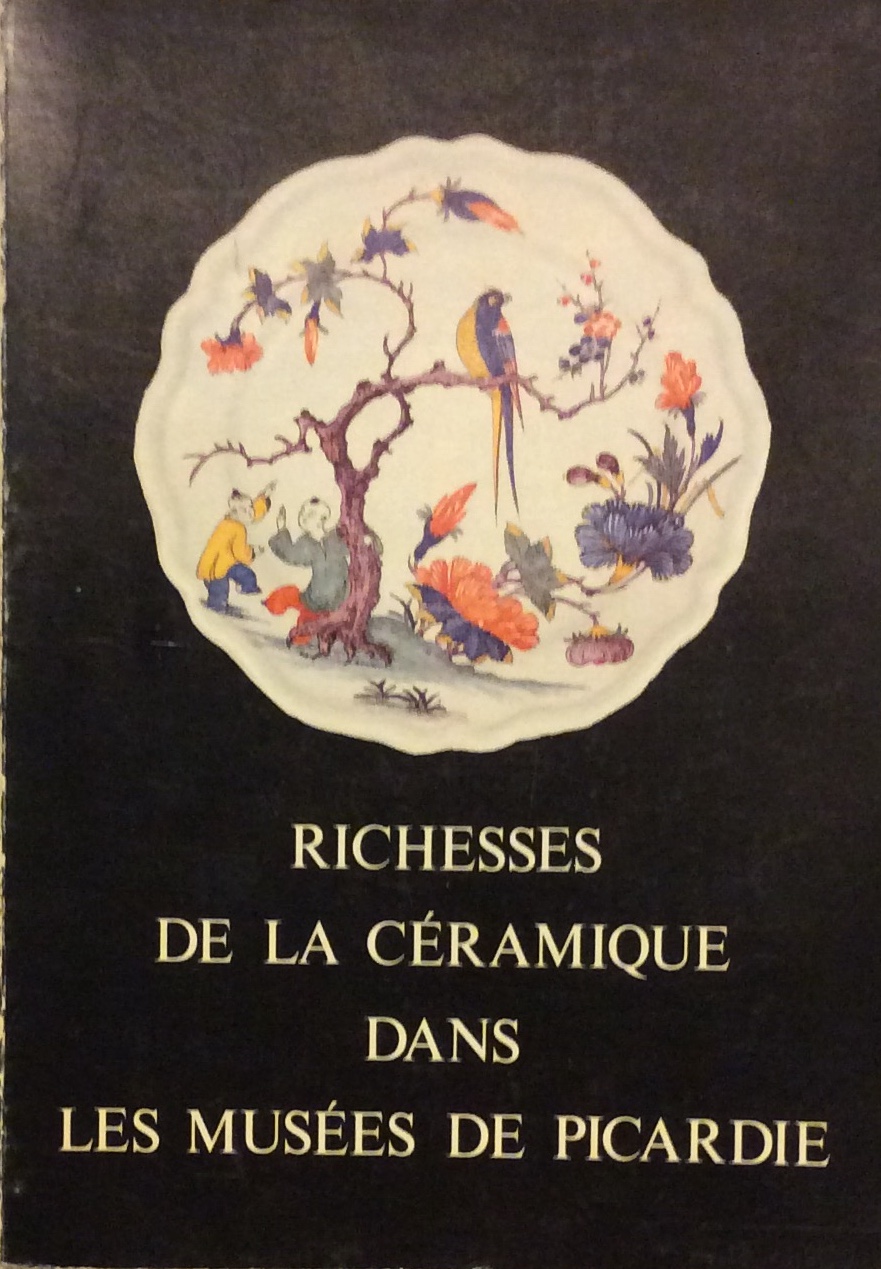 RICHESSES
DE LA CÉRAMIQUE
DANS
LES MUSÉES DE PICARDIE